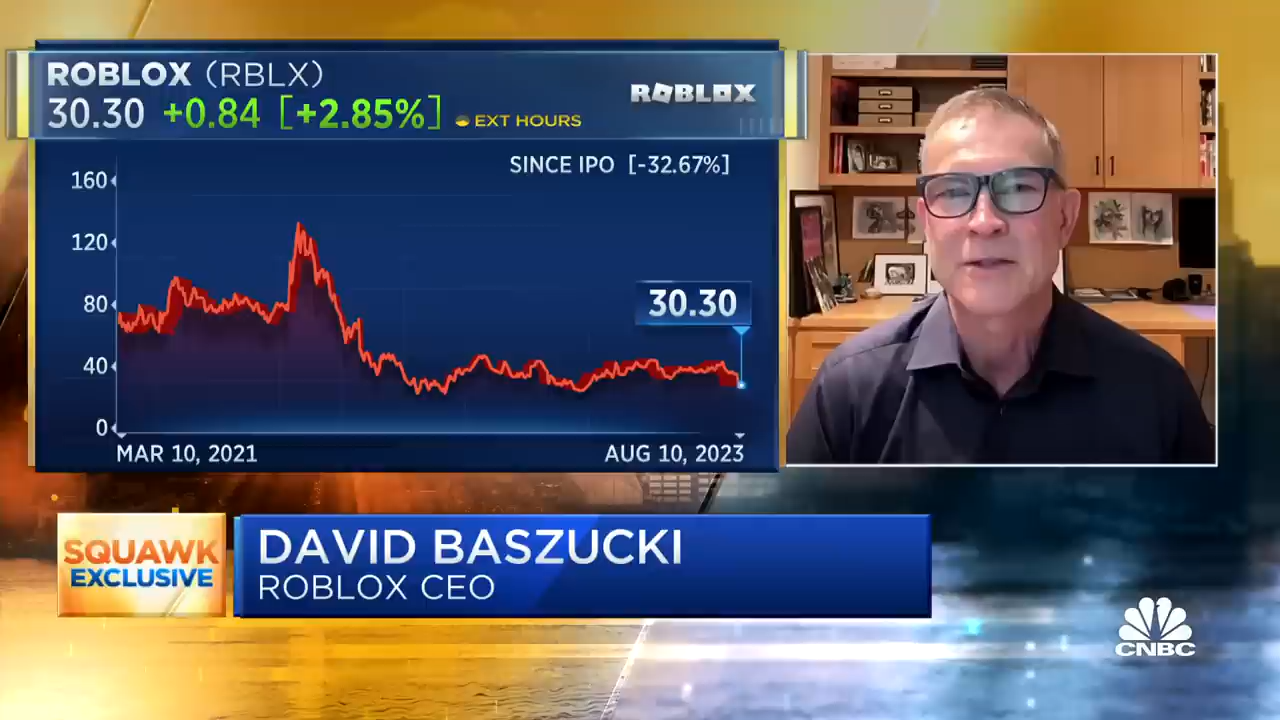 ROBLOX (RBLX)
30.30 +0.84 [+2.85%] EXT HOURS
ROBLOX
SINCE IPO [-32.67%]
160
120
80
40
0
30.30
MAR 10, 2021
AUG 10, 2023
SQUAWK
EXCLUSIVE
DAVID BASZUCKI
ROBLOX CEO
CNBC